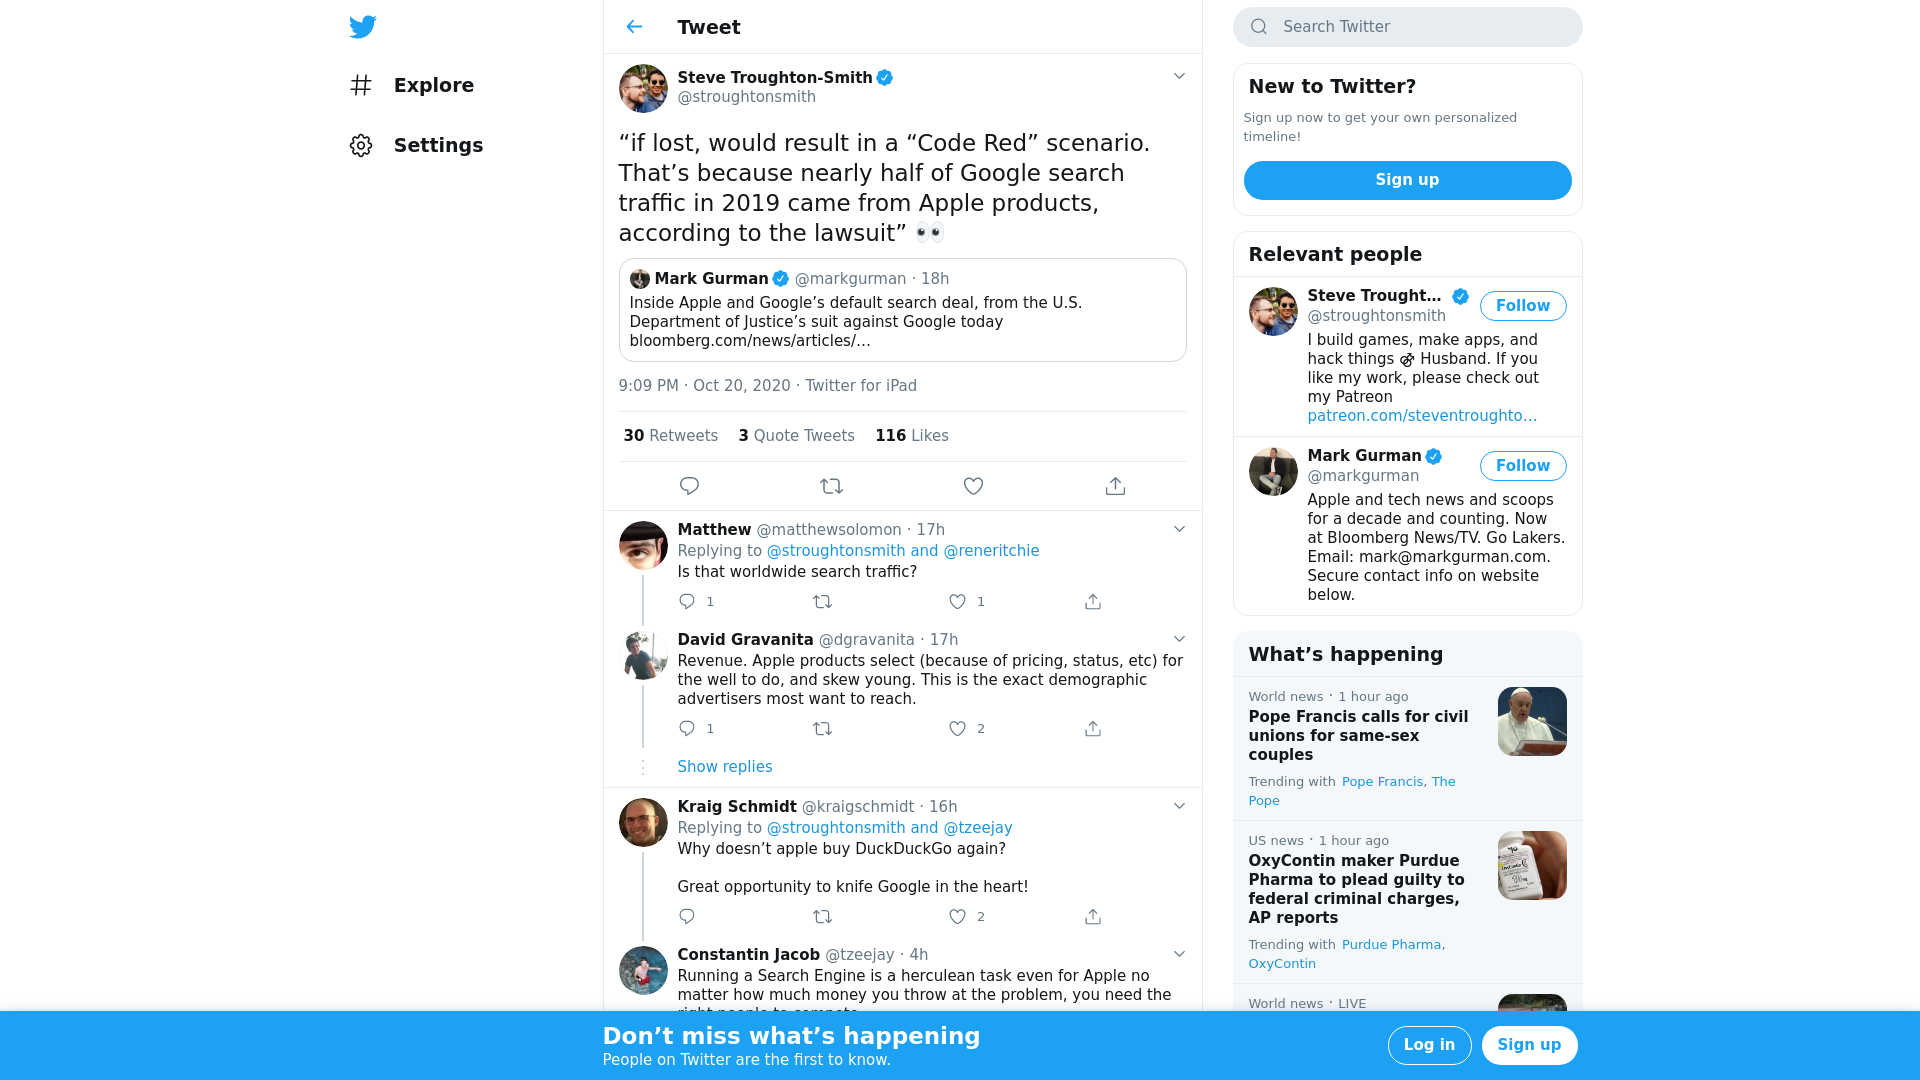 Explore
Settings
Tweet
Steve Troughton-Smith
@stroughtonsmith
“if lost, would result in a “Code Red” scenario.
That’s because nearly half of Google search
traffic in 2019 came from Apple products,
according to the lawsuit” 👀
Mark Gurman @markgurman · 18h
Inside Apple and Google’s default search deal, from the U.S.
Department of Justice’s suit against Google today
bloomberg.com/news/articles/…
9:09 PM · Oct 20, 2020 · Twitter for iPad
30 Retweets 3 Quote Tweets 116 Likes
Matthew @matthewsolomon · 17h
Replying to @stroughtonsmith and @reneritchie
Is that worldwide search traffic?
1 1
David Gravanita @dgravanita · 17h
Revenue. Apple products select (because of pricing, status, etc) for
the well to do, and skew young. This is the exact demographic
advertisers most want to reach.
1 2
Show replies
Kraig Schmidt @kraigschmidt · 16h
Replying to @stroughtonsmith and @tzeejay
Why doesn’t apple buy DuckDuckGo again?
Great opportunity to knife Google in the heart!
2
Constantin Jacob @tzeejay · 4h
Running a Search Engine is a herculean task even for Apple no
matter how much money you throw at the problem, you need the
Search Twitter
New to Twitter?
Sign up now to get your own personalized
timeline!
Sign up
Relevant people
Steve Trought…
@stroughtonsmith
Follow
I build games, make apps, and
hack things ⚣ Husband. If you
like my work, please check out
my Patreon
patreon.com/steventroughto…
Mark Gurman
@markgurman
Follow
Apple and tech news and scoops
for a decade and counting. Now
at Bloomberg News/TV. Go Lakers.
Email: mark@markgurman.com.
Secure contact info on website
below.
What’s happening
World news · 1 hour ago
Pope Francis calls for civil
unions for same-sex
couples
Trending with Pope Francis, The
Pope
US news · 1 hour ago
OxyContin maker Purdue
Pharma to plead guilty to
federal criminal charges,
AP reports
Trending with Purdue Pharma,
OxyContin
World news · LIVE
Don’t miss what’s happening
People on Twitter are the first to know.
Log in
Sign up